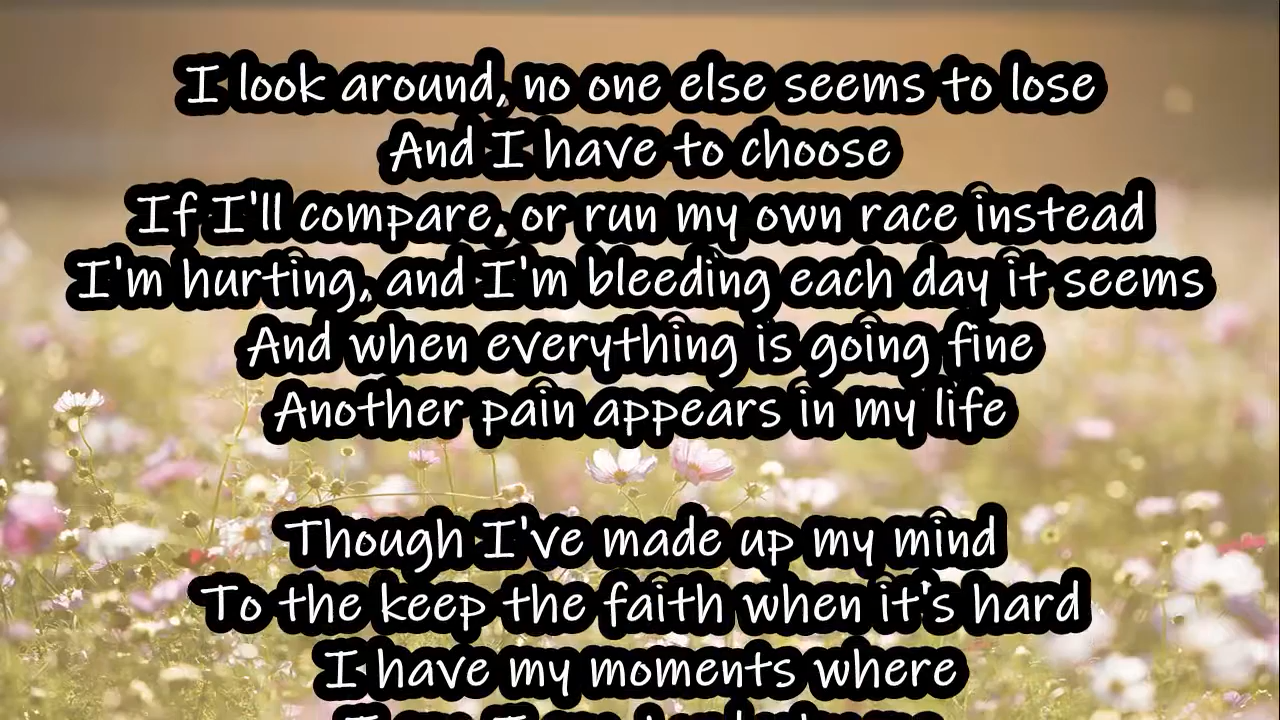 I look around, no one else seems to lose
And I have to choose
If I'll compare, or run my own race instead
I'm hurting, and I'm bleeding each day it seems
And when everything is going fine
Another pain appears in my life
Though I've made up my mind
To the keep the faith when it's hard
I have my moments where